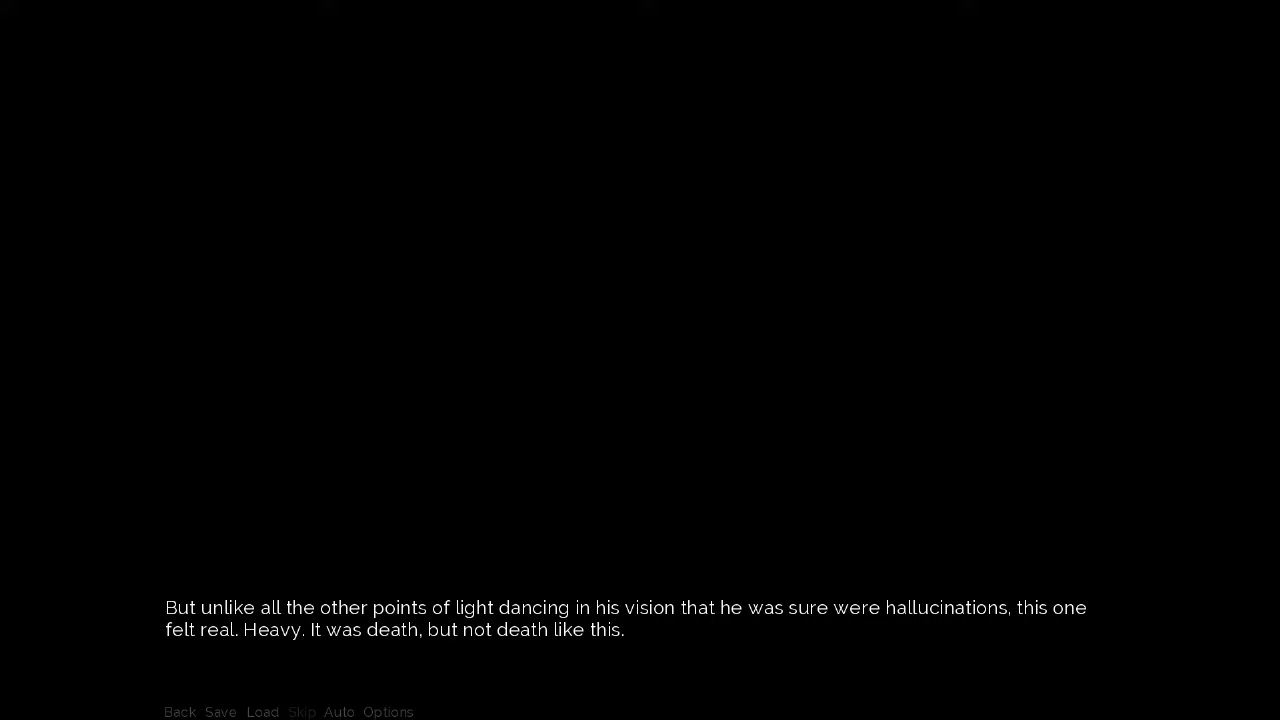 But unlike all the other points of light dancing in his vision that he was sure were hallucinations, this one
felt real. Heavy. It was death, but not death like this.
Back Save Load Skip Auto Options